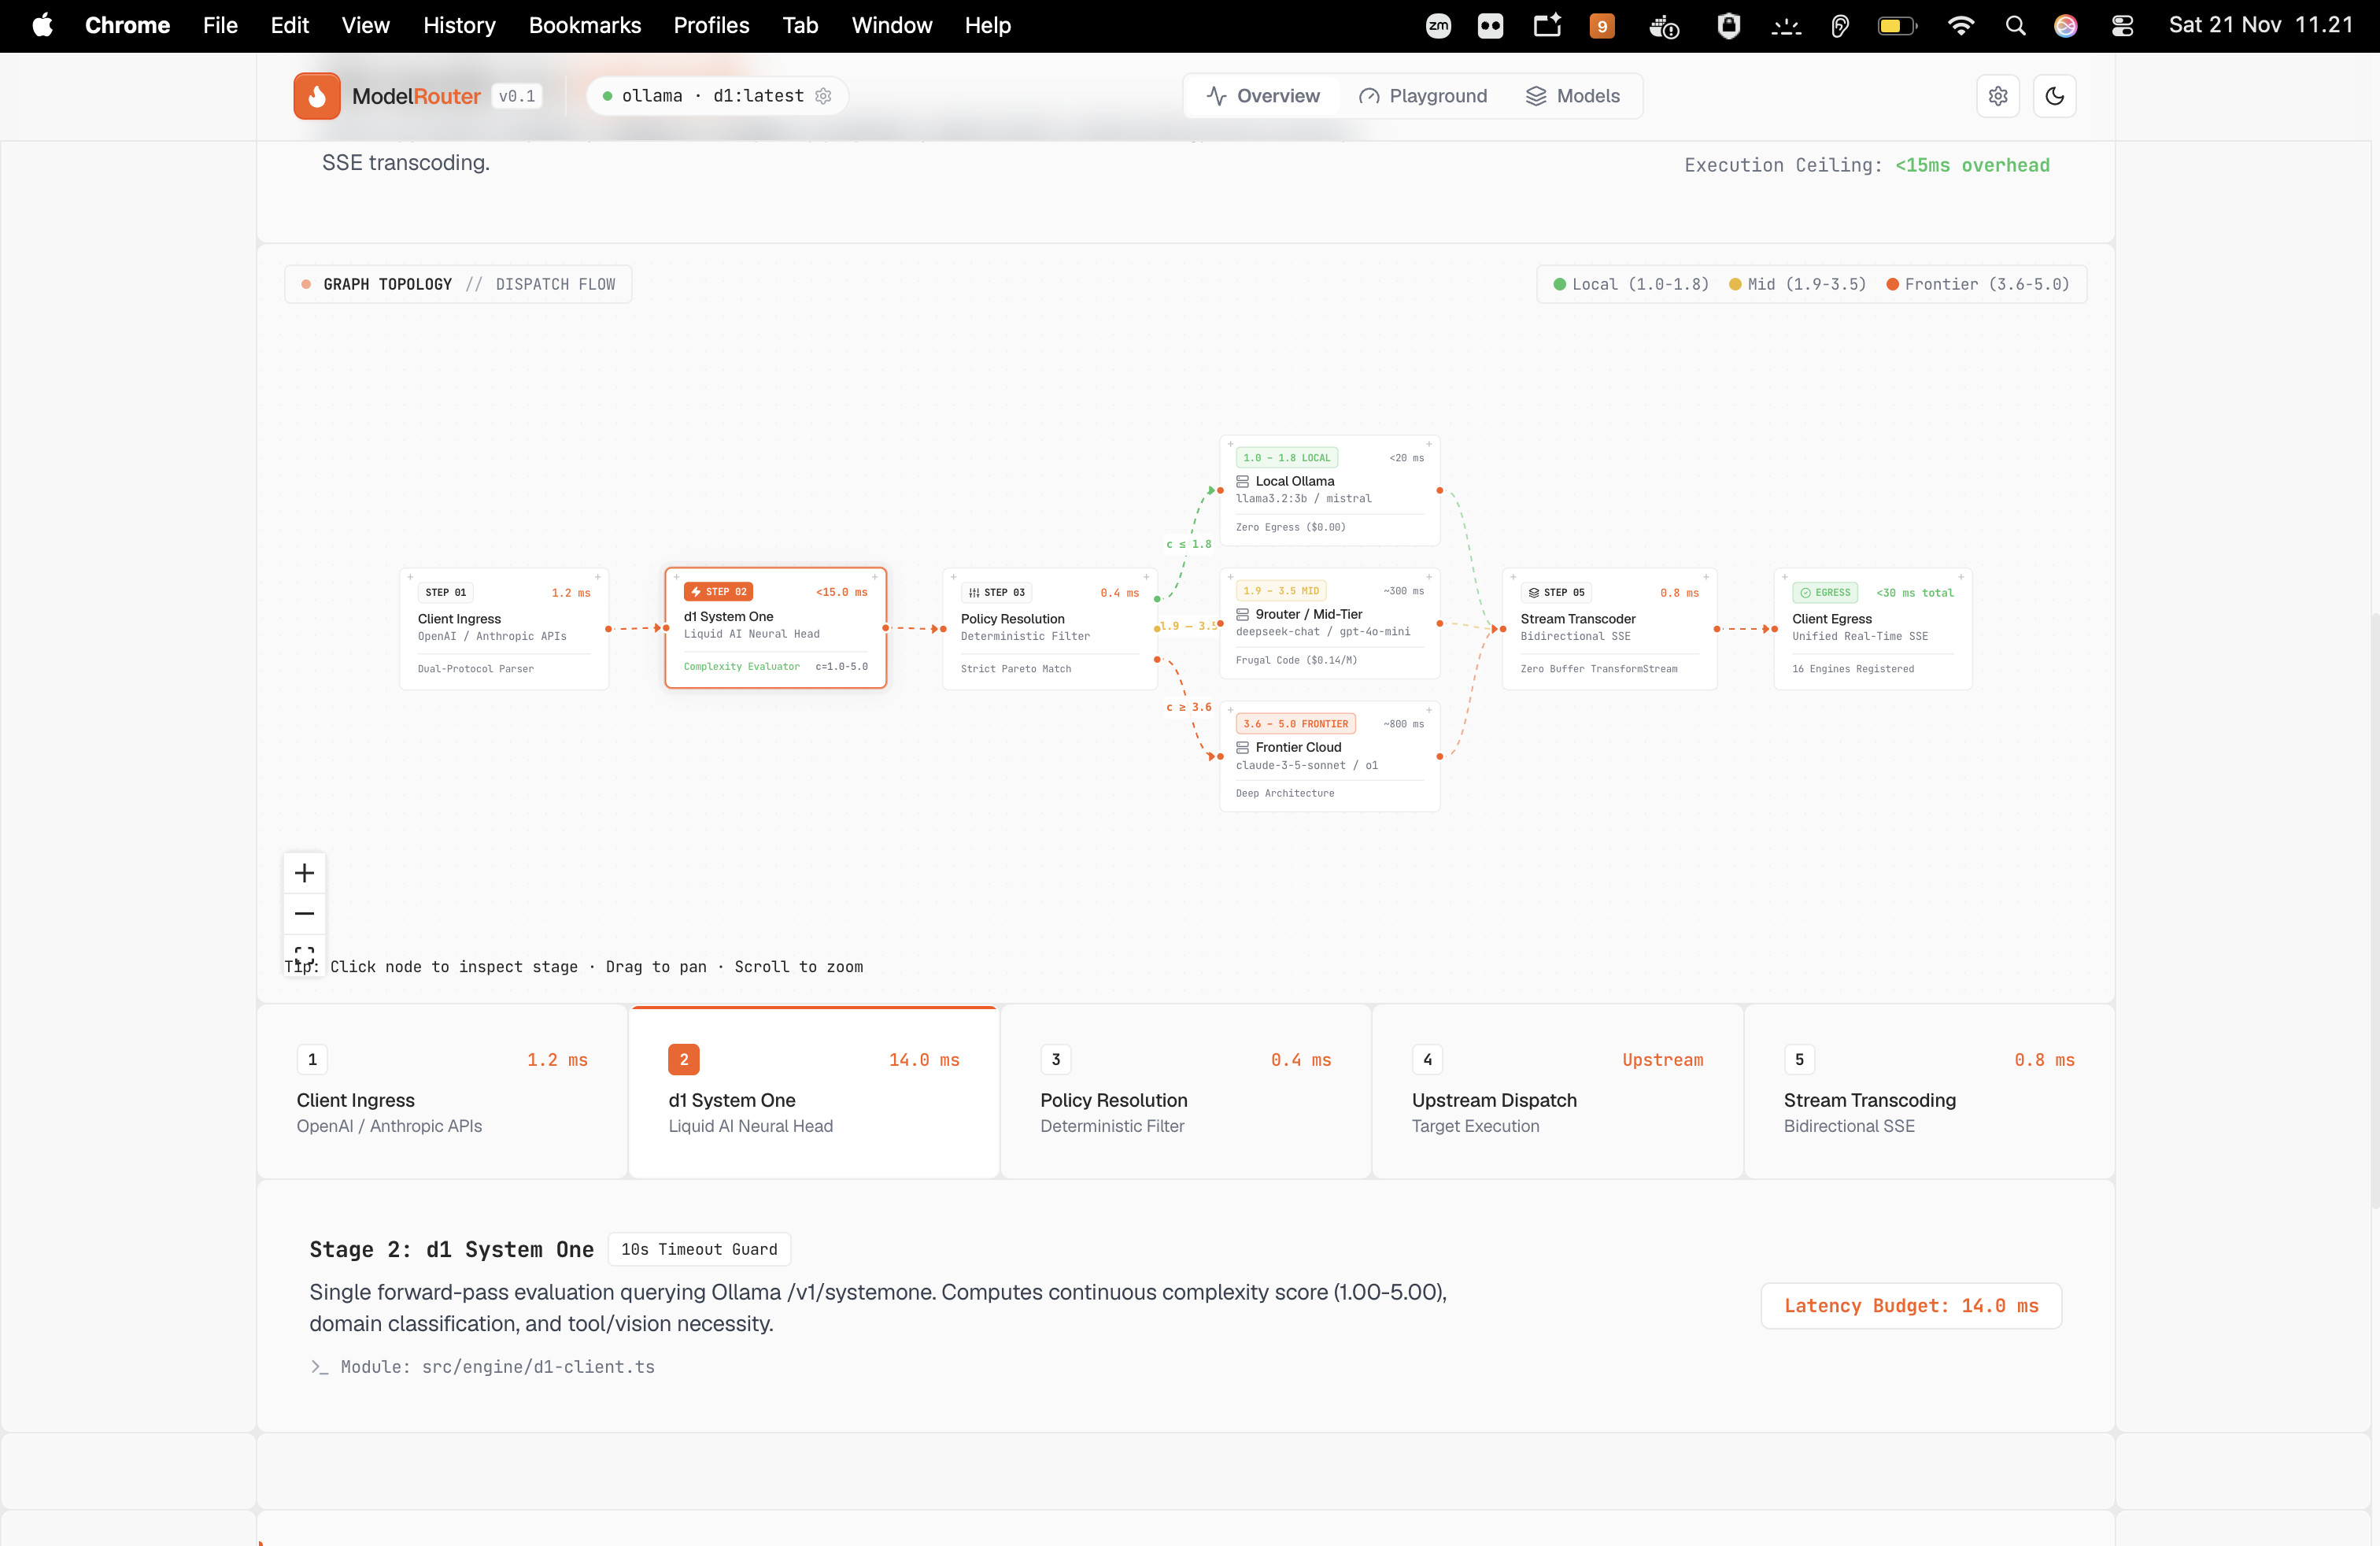 Chrome File Edit View History Bookmarks Profiles Tab Window Help
zm
9
Sat 21 Nov 11.21
ModelRouter v0.1
ollama · d1:latest
Overview Playground Models
SSE transcoding.
Execution Ceiling: <15ms overhead
GRAPH TOPOLOGY // DISPATCH FLOW
Local (1.0-1.8) Mid (1.9-3.5) Frontier (3.6-5.0)
STEP 01 1.2 ms
Client Ingress
OpenAI / Anthropic APIs
Dual-Protocol Parser
STEP 02 <15.0 ms
d1 System One
Liquid AI Neural Head
Complexity Evaluator c=1.0-5.0
STEP 03 0.4 ms
Policy Resolution
Deterministic Filter
Strict Pareto Match
c ≤ 1.8
1.9 – 3.5
c ≥ 3.6
1.0 – 1.8 LOCAL <20 ms
Local Ollama
llama3.2:3b / mistral
Zero Egress ($0.00)
1.9 – 3.5 MID ~300 ms
9router / Mid-Tier
deepseek-chat / gpt-4o-mini
Frugal Code ($0.14/M)
3.6 – 5.0 FRONTIER ~800 ms
Frontier Cloud
claude-3-5-sonnet / o1
Deep Architecture
STEP 05 0.8 ms
Stream Transcoder
Bidirectional SSE
Zero Buffer TransformStream
EGRESS <30 ms total
Client Egress
Unified Real-Time SSE
16 Engines Registered
Tip: Click node to inspect stage · Drag to pan · Scroll to zoom
1 1.2 ms
Client Ingress
OpenAI / Anthropic APIs
2 14.0 ms
d1 System One
Liquid AI Neural Head
3 0.4 ms
Policy Resolution
Deterministic Filter
4 Upstream
Upstream Dispatch
Target Execution
5 0.8 ms
Stream Transcoding
Bidirectional SSE
Stage 2: d1 System One 10s Timeout Guard
Single forward-pass evaluation querying Ollama /v1/systemone. Computes continuous complexity score (1.00-5.00),
domain classification, and tool/vision necessity.
Latency Budget: 14.0 ms
>_ Module: src/engine/d1-client.ts